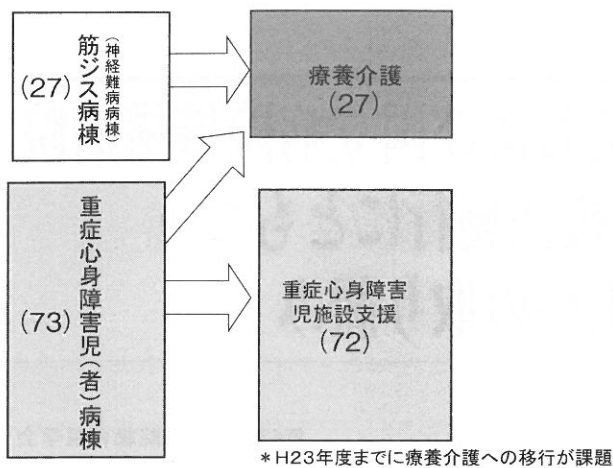 筋ジス病棟
(神経難病病棟)
(27)
療養介護
(27)
重症心身障害児(者)病棟
(73)
重症心身障害
児施設支援
(72)
*H23年度までに療養介護への移行が課題